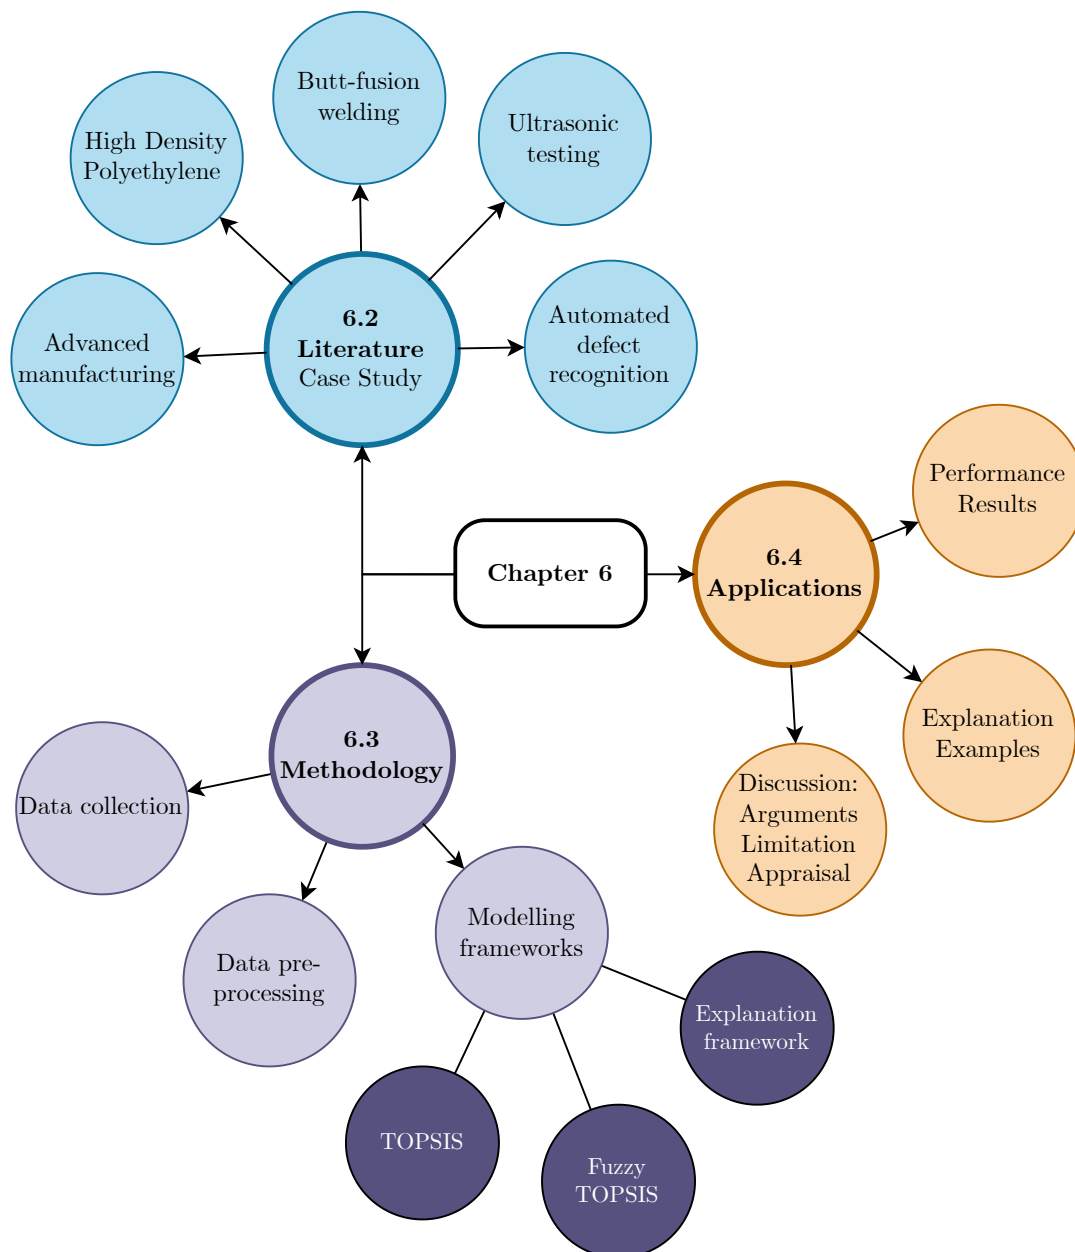 Butt-fusion
welding
High Density
Polyethylene
Ultrasonic
testing
Advanced
manufacturing
6.2
Literature
Case Study
Automated
defect
recognition
Chapter 6
6.4
Applications
Performance
Results
Explanation
Examples
Discussion:
Arguments
Limitation
Appraisal
6.3
Methodology
Data collection
Data pre-
processing
Modelling
frameworks
Explanation
framework
TOPSIS
Fuzzy
TOPSIS